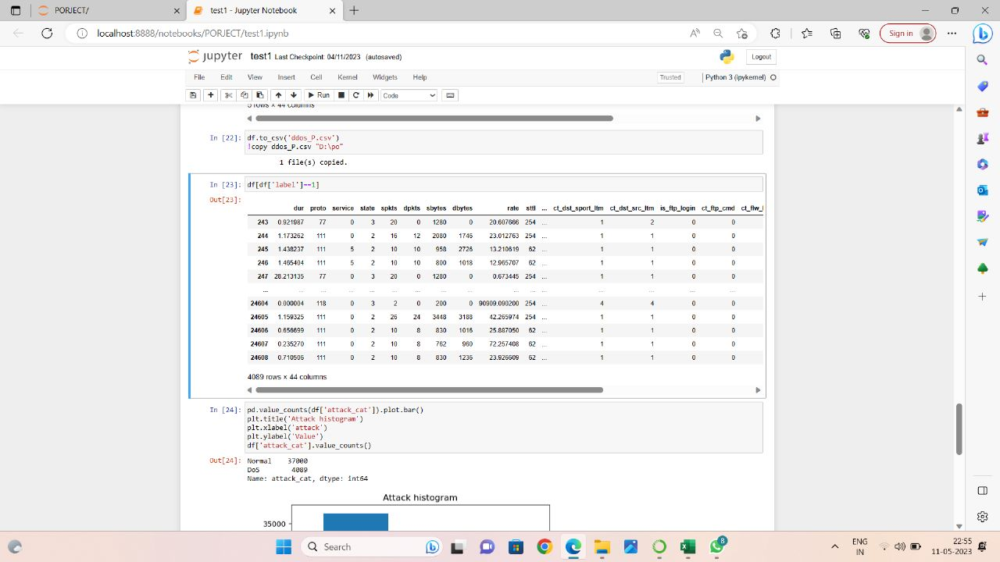 PORJECT/
test1 - Jupyter Notebook
localhost:8888/notebooks/PORJECT/test1.ipynb
Sign in
jupyter test1 Last Checkpoint: 04/11/2023 (autosaved)
Logout
File Edit View Insert Cell Kernel Widgets Help
Trusted Python 3 (ipykernel)
Run Code
5 rows × 44 columns
In [22]: df.to_csv('ddos_P.csv')
!copy ddos_P.csv "D:\po"
1 file(s) copied.
In [23]: df[df['label']==1]
Out[23]:
dur proto service state spkts dpkts sbytes dbytes rate sttl ... ct_dst_sport_ltm ct_dst_src_ltm is_ftp_login ct_ftp_cmd ct_flw_l
243 0.921987 77 0 3 20 0 1280 0 20.607666 254 ... 1 2 0 0
244 1.173262 111 0 2 16 12 2080 1746 23.012763 254 ... 1 1 0 0
245 1.438237 111 5 2 10 10 958 2726 13.210619 62 ... 1 1 0 0
246 1.465404 111 5 2 10 10 800 1018 12.965707 62 ... 1 1 0 0
247 28.213135 77 0 3 20 0 1280 0 0.673445 254 ... 1 1 0 0
... ... ... ... ... ... ... ... ... ... ... ... ... ... ... ...
24604 0.000004 118 0 3 2 0 200 0 90909.090200 254 ... 4 4 0 0
24605 1.159325 111 0 2 26 24 3448 3188 42.265974 254 ... 1 1 0 0
24606 0.656699 111 0 2 10 8 830 1016 25.887050 62 ... 1 1 0 0
24607 0.235270 111 0 2 10 8 762 960 72.257408 62 ... 1 1 0 0
24608 0.710506 111 0 2 10 8 830 1236 23.926609 62 ... 1 1 0 0
4089 rows × 44 columns
In [24]: pd.value_counts(df['attack_cat']).plot.bar()
plt.title('Attack histogram')
plt.xlabel('attack')
plt.ylabel('Value')
df['attack_cat'].value_counts()
Out[24]: Normal 37000
DoS 4089
Name: attack_cat, dtype: int64
Attack histogram
35000
Search
8
ENG
IN
22:55
11-05-2023